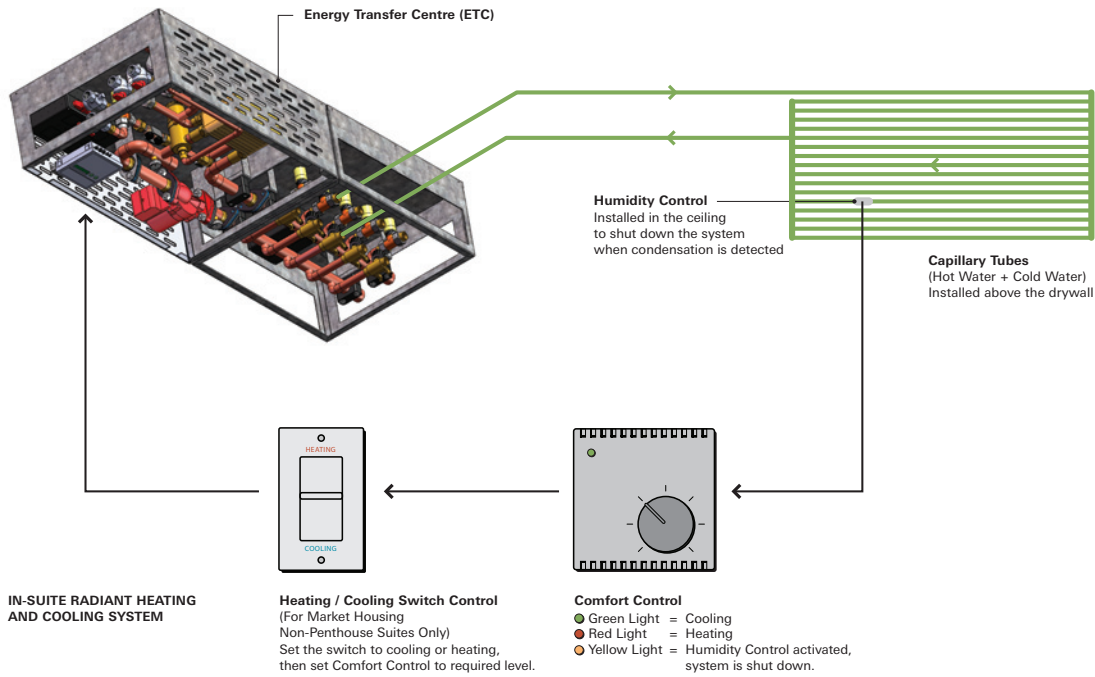 Energy Transfer Centre (ETC)
Humidity Control
Installed in the ceiling
to shut down the system
when condensation is detected
Capillary Tubes
(Hot Water + Cold Water)
Installed above the drywall
HEATING
COOLING
IN-SUITE RADIANT HEATING
AND COOLING SYSTEM
Heating / Cooling Switch Control
(For Market Housing
Non-Penthouse Suites Only)
Set the switch to cooling or heating,
then set Comfort Control to required level.
Comfort Control
Green Light = Cooling
Red Light = Heating
Yellow Light = Humidity Control activated,
system is shut down.